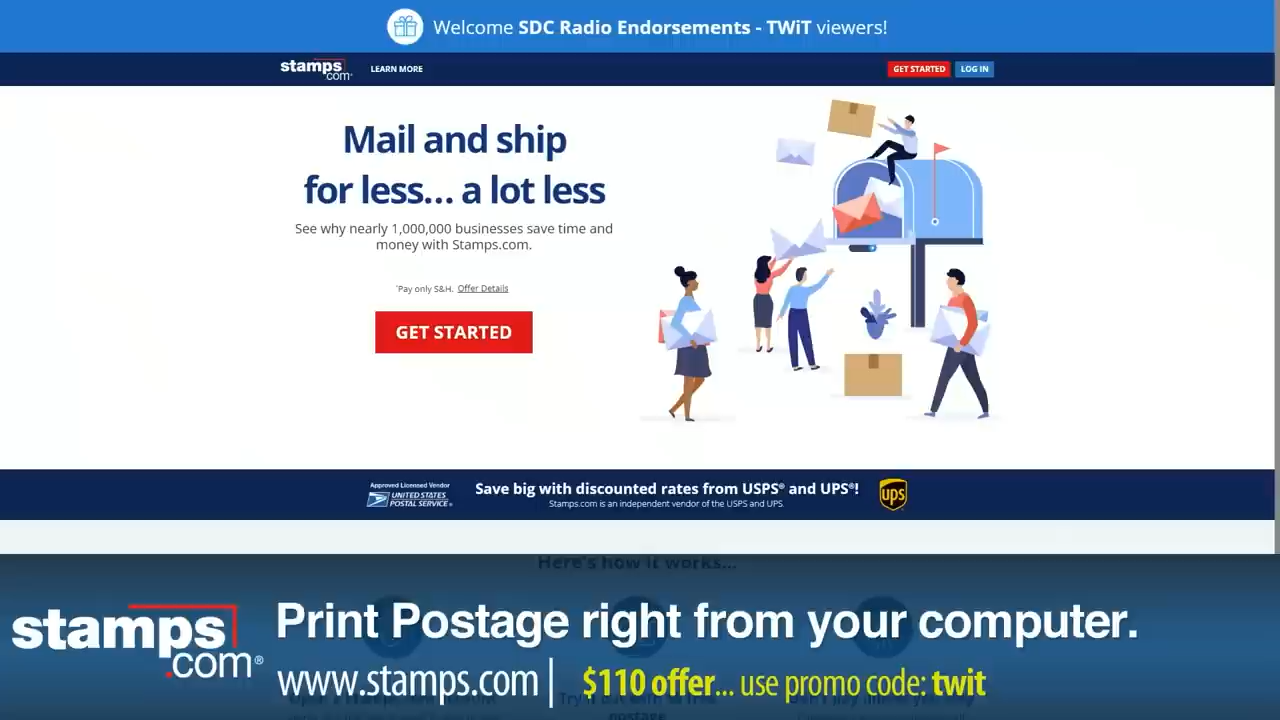 Welcome SDC Radio Endorsements - TWiT viewers!
stamps.com® LEARN MORE GET STARTED LOG IN
Mail and ship
for less... a lot less
See why nearly 1,000,000 businesses save time and
money with Stamps.com.
*Pay only S&H. Offer Details
GET STARTED
Approved Licensed Vendor
UNITED STATES
POSTAL SERVICE®
Save big with discounted rates from USPS® and UPS®!
Stamps.com is an independent vendor of the USPS and UPS.
ups
Here's how it works...
stamps
.com®
Print Postage right from your computer.
www.stamps.com | $110 offer... use promo code: twit
postage